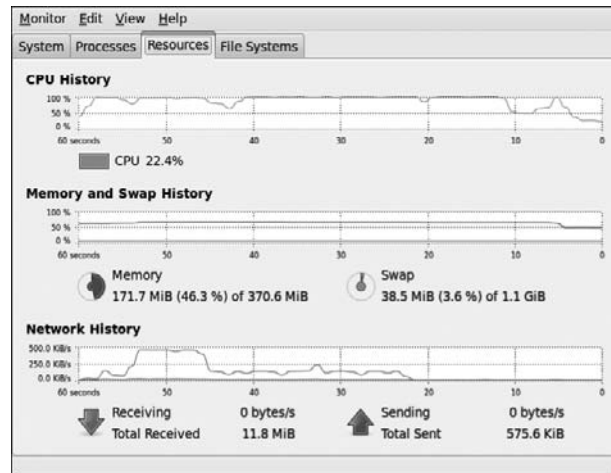 Monitor Edit View Help
System Processes Resources File Systems
CPU History
100 %
50 %
0 %
60 seconds 50 40 30 20 10 0
CPU 22.4%
Memory and Swap History
100 %
50 %
0 %
60 seconds 50 40 30 20 10 0
Memory Swap
171.7 MiB (46.3 %) of 370.6 MiB 38.5 MiB (3.6 %) of 1.1 GiB
Network History
500.0 KiB/s
250.0 KiB/s
0.0 KiB/s
60 seconds 50 40 30 20 10 0
Receiving 0 bytes/s Sending 0 bytes/s
Total Received 11.8 MiB Total Sent 575.6 KiB